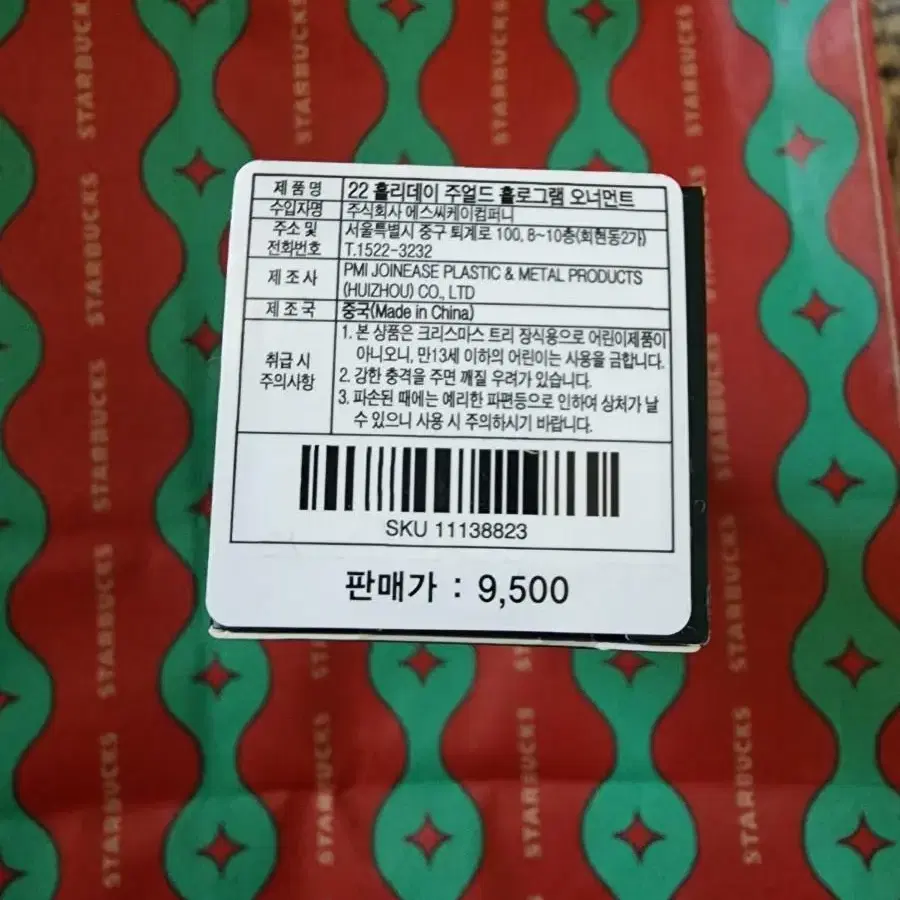 제 품 명 22 홀리데이 주얼드 홀로그램 오너먼트
수입자명 주식회사 에스씨케이컴퍼니
주소 및 서울특별시 중구 퇴계로 100, 8~10층(회현동2가)
전화번호 T.1522-3232
제 조 사 PMI JOINEASE PLASTIC & METAL PRODUCTS
(HUIZHOU) CO., LTD
제 조 국 중국(Made in China)
취급 시
주의사항
1. 본 상품은 크리스마스 트리 장식용으로 어린이제품이
아니오니, 만13세 이하의 어린이는 사용을 금합니다.
2. 강한 충격을 주면 깨질 우려가 있습니다.
3. 파손된 때에는 예리한 파편등으로 인하여 상처가 날
수 있으니 사용 시 주의하시기 바랍니다.
SKU 11138823
판매가 : 9,500
STARBUCKS
STARBUCKS
STARBUCKS
STARBUCKS
STARBUCKS
STARBUCKS
STARBUCKS
STARBUCKS